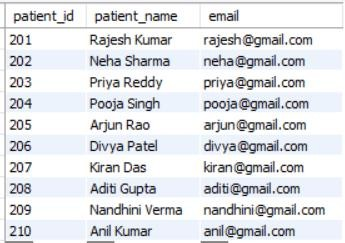 patient_id patient_name email
201 Rajesh Kumar rajesh@gmail.com
202 Neha Sharma neha@gmail.com
203 Priya Reddy priya@gmail.com
204 Pooja Singh pooja@gmail.com
205 Arjun Rao arjun@gmail.com
206 Divya Patel divya@gmail.com
207 Kiran Das kiran@gmail.com
208 Aditi Gupta aditi@gmail.com
209 Nandhini Verma nandhini@gmail.com
210 Anil Kumar anil@gmail.com